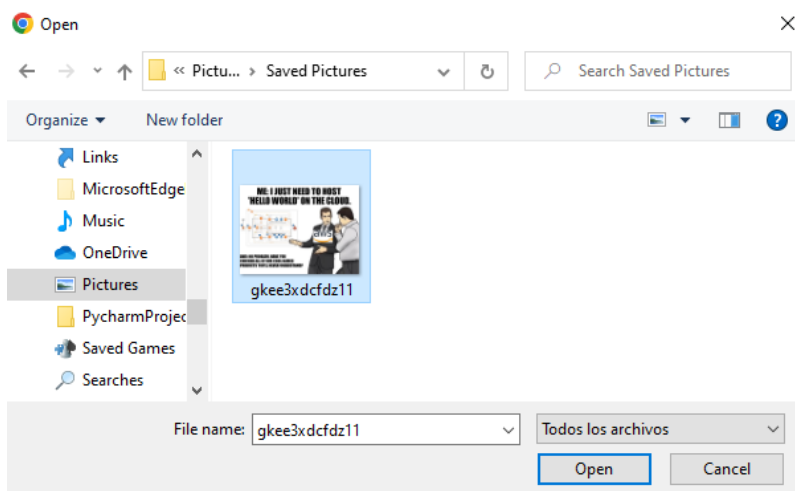 Open
« Pictu... > Saved Pictures
Search Saved Pictures
Organize
New folder
Links
MicrosoftEdge
Music
OneDrive
Pictures
PycharmProjec
Saved Games
Searches
ME: I JUST NEED TO HOST
'HELLO WORLD' ON THE CLOUD.
aws
gkee3xdcfdz11
File name: gkee3xdcfdz11
Todos los archivos
Open
Cancel